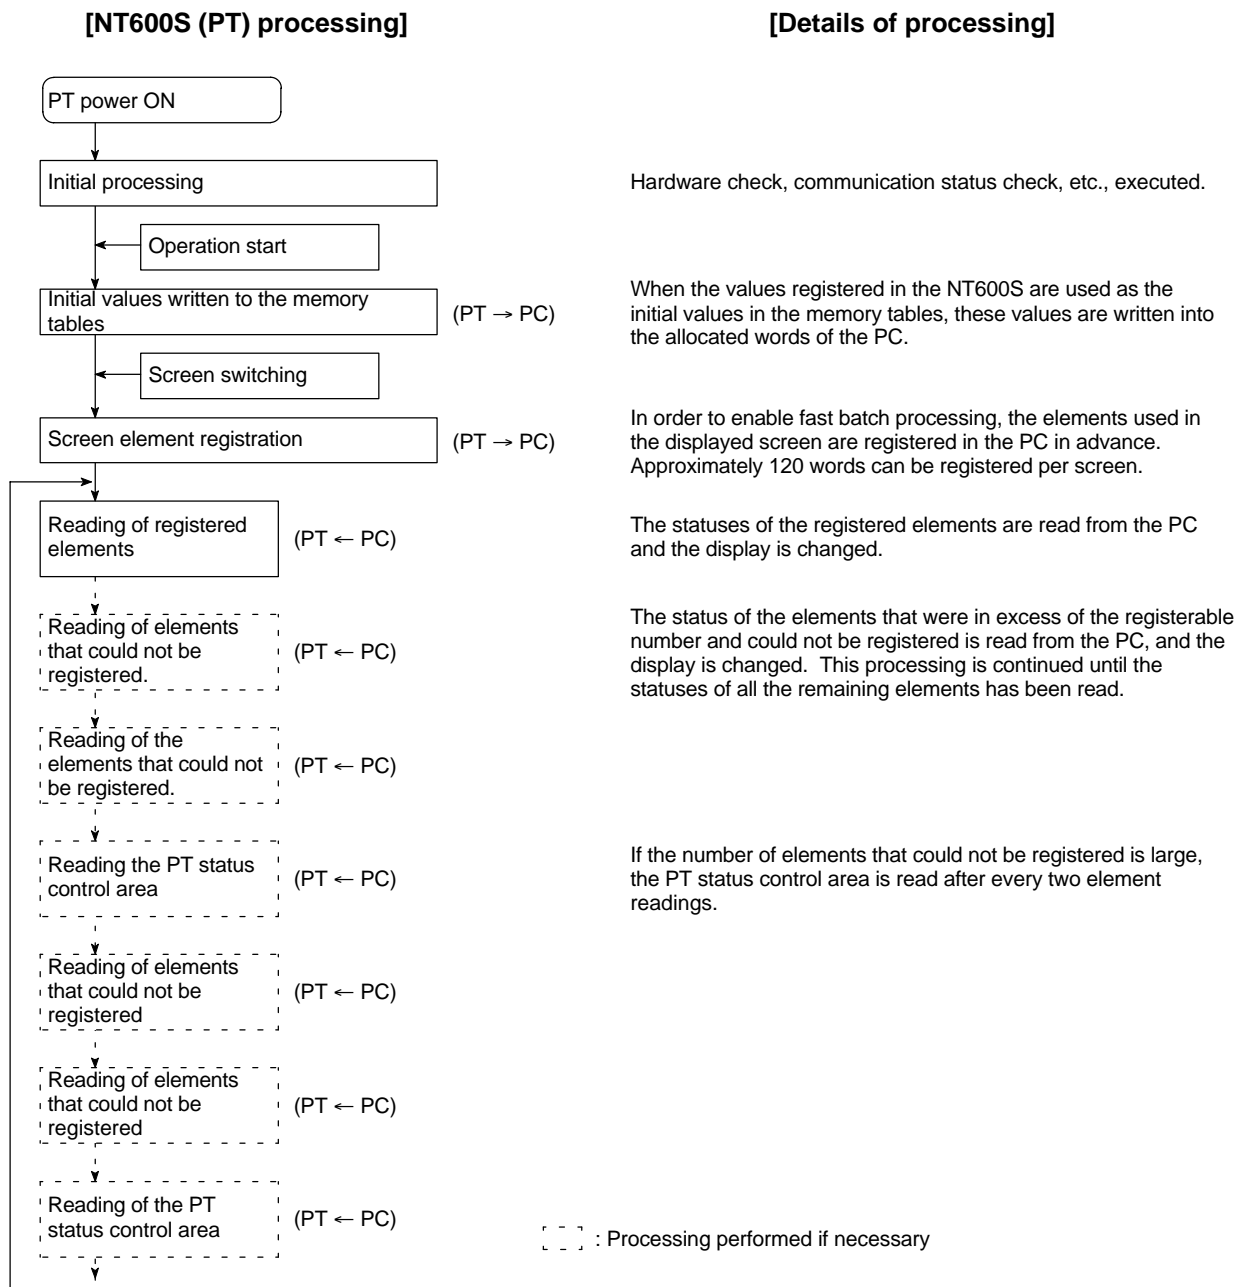 [NT600S (PT) processing]
[Details of processing]
PT power ON
Initial processing
Hardware check, communication status check, etc., executed.
Operation start
Initial values written to the memory
tables
(PT → PC)
When the values registered in the NT600S are used as the
initial values in the memory tables, these values are written into
the allocated words of the PC.
Screen switching
Screen element registration
(PT → PC)
In order to enable fast batch processing, the elements used in
the displayed screen are registered in the PC in advance.
Approximately 120 words can be registered per screen.
Reading of registered
elements
(PT ← PC)
The statuses of the registered elements are read from the PC
and the display is changed.
Reading of elements
that could not be
registered.
(PT ← PC)
The status of the elements that were in excess of the registerable
number and could not be registered is read from the PC, and the
display is changed.  This processing is continued until the
statuses of all the remaining elements has been read.
Reading of the
elements that could not
be registered.
(PT ← PC)
Reading the PT status
control area
(PT ← PC)
If the number of elements that could not be registered is large,
the PT status control area is read after every two element
readings.
Reading of elements
that could not be
registered
(PT ← PC)
Reading of elements
that could not be
registered
(PT ← PC)
Reading of the PT
status control area
(PT ← PC)
: Processing performed if necessary